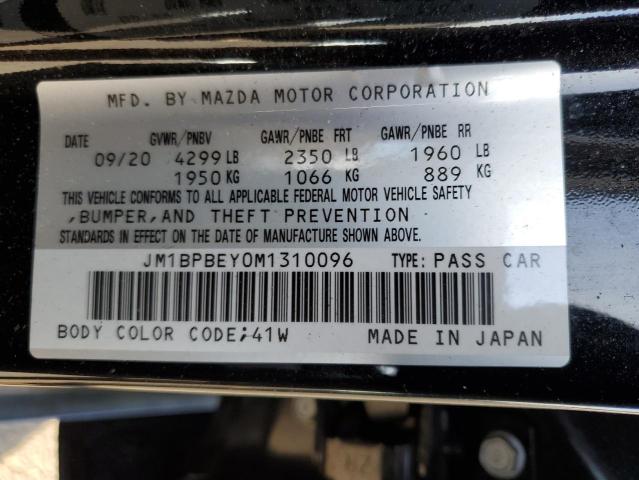 MFD. BY MAZDA MOTOR CORPORATION
DATE GVWR/PNBV GAWR/PNBE FRT GAWR/PNBE RR
09/20 4299 LB 2350 LB 1960 LB
1950 KG 1066 KG 889 KG
THIS VEHICLE CONFORMS TO ALL APPLICABLE FEDERAL MOTOR VEHICLE SAFETY
,BUMPER,AND THEFT PREVENTION
STANDARDS IN EFFECT ON THE DATE OF MANUFACTURE SHOWN ABOVE.
JM1BPBEY0M1310096 TYPE: PASS CAR
BODY COLOR CODE;41W MADE IN JAPAN